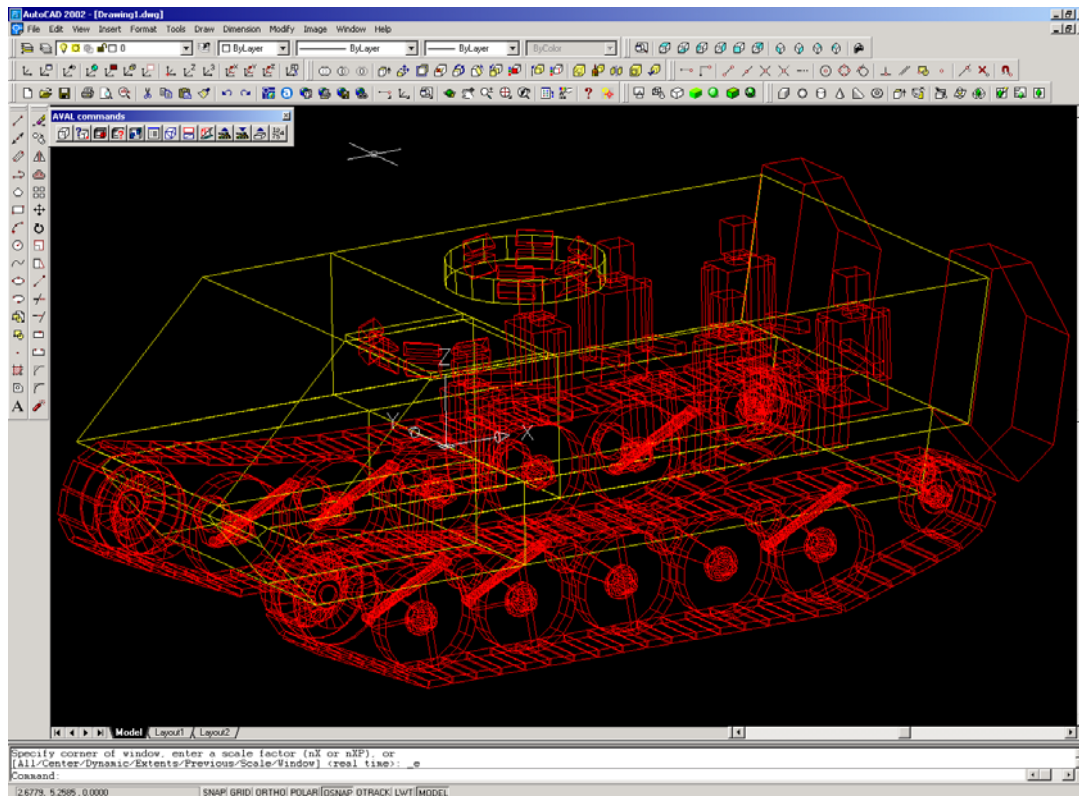 AutoCAD 2002 - [Drawing1.dwg]
File Edit View Insert Format Tools Draw Dimension Modify Image Window Help
0 ByLayer ByLayer ByLayer ByColor
AVAL commands
Z
Y X
A
Model Layout1 Layout2
Specify corner of window, enter a scale factor (nX or nXP), or
[All/Center/Dynamic/Extents/Previous/Scale/Window] <real time>: _e
Command:
2.6779, 5.2585, 0.0000 SNAP GRID ORTHO POLAR OSNAP OTRACK LWT MODEL